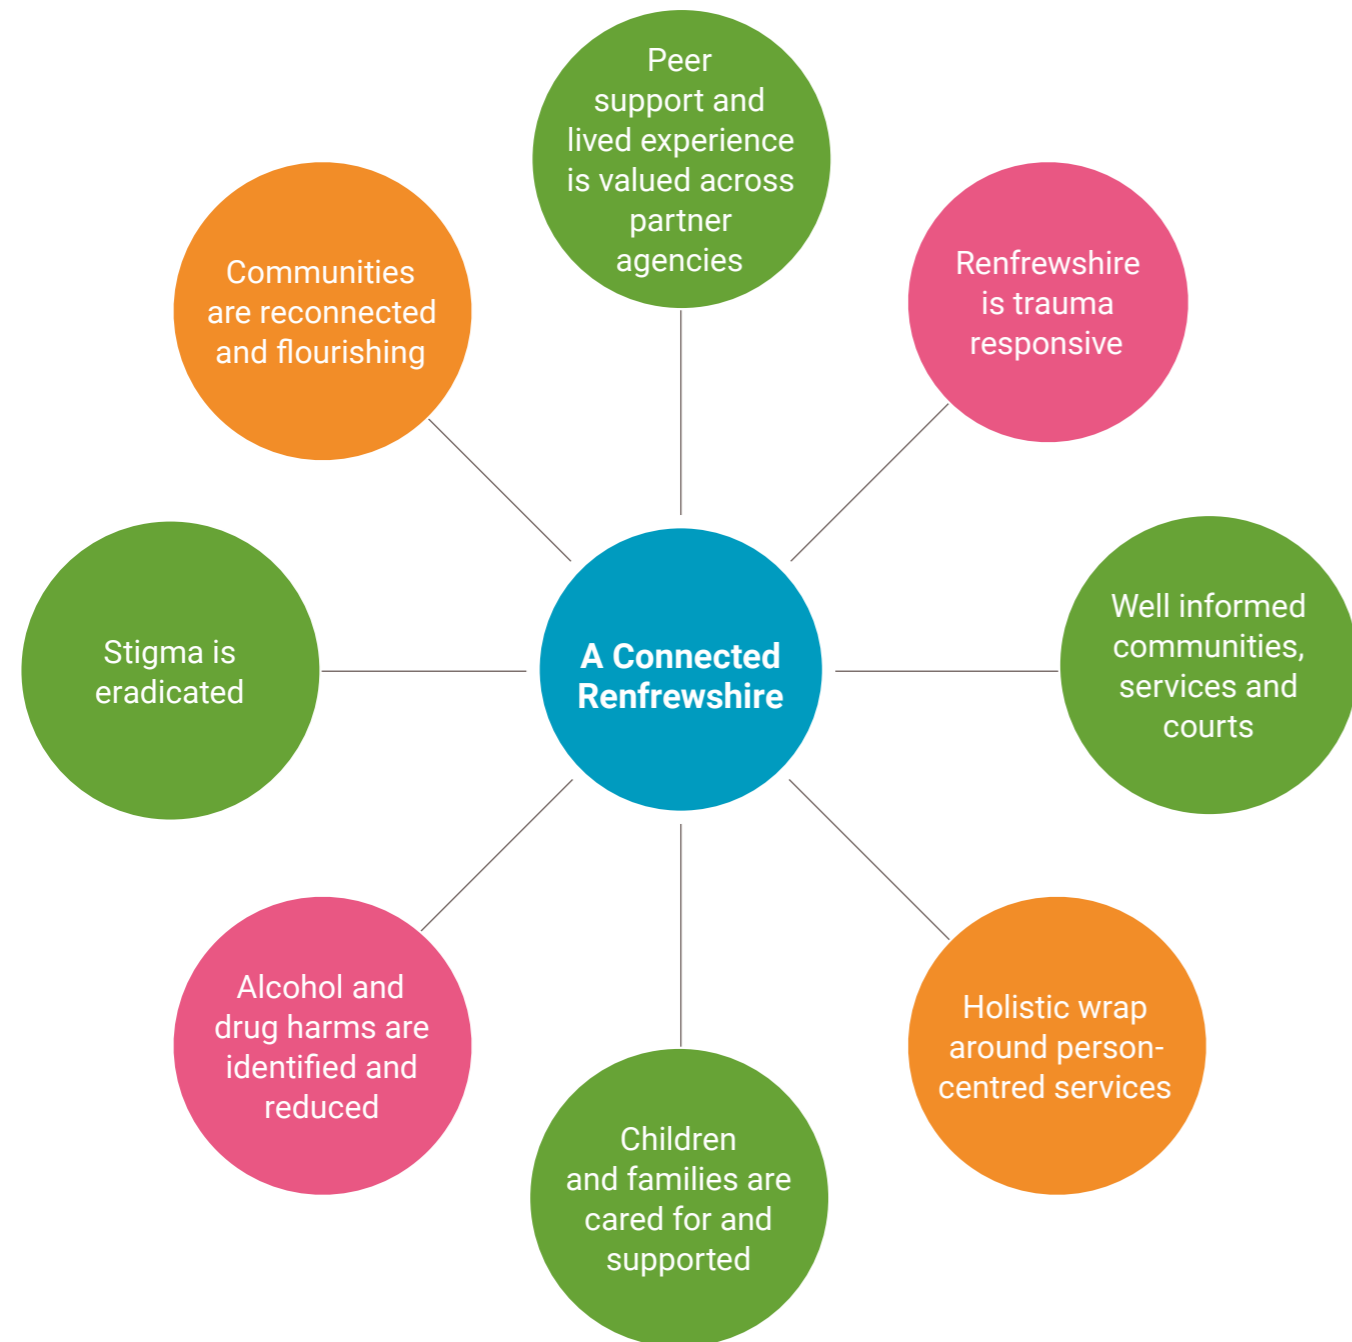 Peer
support and
lived experience
is valued across
partner
agencies
Renfrewshire
is trauma
responsive
Well informed
communities,
services and
courts
Holistic wrap
around person-
centred services
Children
and families are
cared for and
supported
Alcohol and
drug harms are
identified and
reduced
Stigma is
eradicated
Communities
are reconnected
and flourishing
A Connected
Renfrewshire